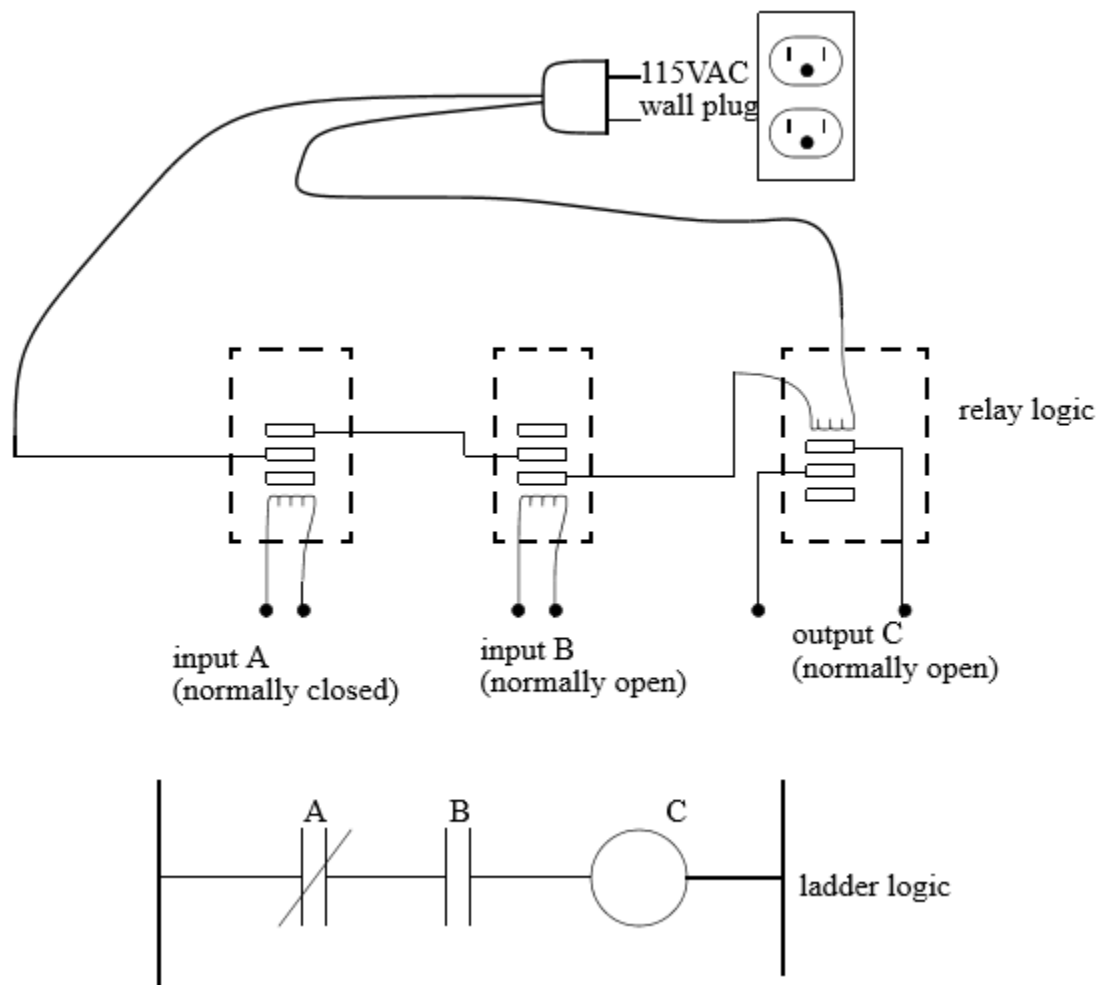 115VAC
wall plug
relay logic
input A
(normally closed)
input B
(normally open)
output C
(normally open)
A
B
C
ladder logic